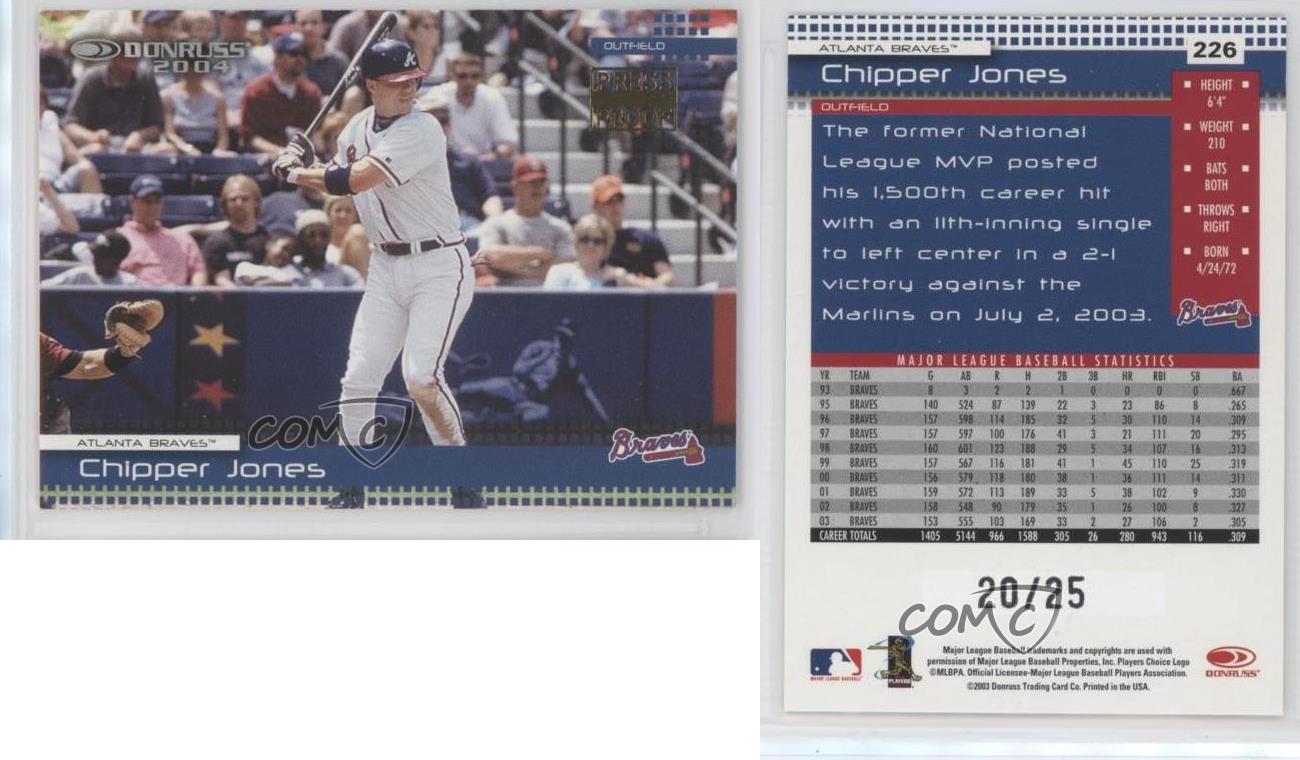 DONRUSS
2004
OUTFIELD
PRESS
PROOF
A
ATLANTA BRAVES™
Chipper Jones
Braves
COMC
ATLANTA BRAVES™
226
Chipper Jones
OUTFIELD
The former National
League MVP posted
his 1,500th career hit
with an 11th-inning single
to left center in a 2-1
victory against the
Marlins on July 2, 2003.
HEIGHT
6'4"
WEIGHT
210
BATS
BOTH
THROWS
RIGHT
BORN
4/24/72
Braves
MAJOR LEAGUE BASEBALL STATISTICS
YR TEAM G AB R H 2B 3B HR RBI SB BA
93 BRAVES 8 3 2 2 1 0 0 0 0 .667
95 BRAVES 140 524 87 139 22 3 23 86 8 .265
96 BRAVES 157 598 114 185 32 5 30 110 14 .309
97 BRAVES 157 597 100 176 41 3 21 111 20 .295
98 BRAVES 160 601 123 188 29 5 34 107 16 .313
99 BRAVES 157 567 116 181 41 1 45 110 25 .319
00 BRAVES 156 579 118 180 38 1 36 111 14 .311
01 BRAVES 159 572 113 189 33 5 38 102 9 .330
02 BRAVES 158 548 90 179 35 1 26 100 8 .327
03 BRAVES 153 555 103 169 33 2 27 106 2 .305
CAREER TOTALS 1405 5144 966 1588 305 26 280 943 116 .309
20/25
COMC
MAJOR LEAGUE BASEBALL
PLAYERS
Major League Baseball trademarks and copyrights are used with
permission of Major League Baseball Properties, Inc. Players Choice Logo
©MLBPA. Official Licensee-Major League Baseball Players Association.
©2003 Donruss Trading Card Co. Printed in the USA.
DONRUSS